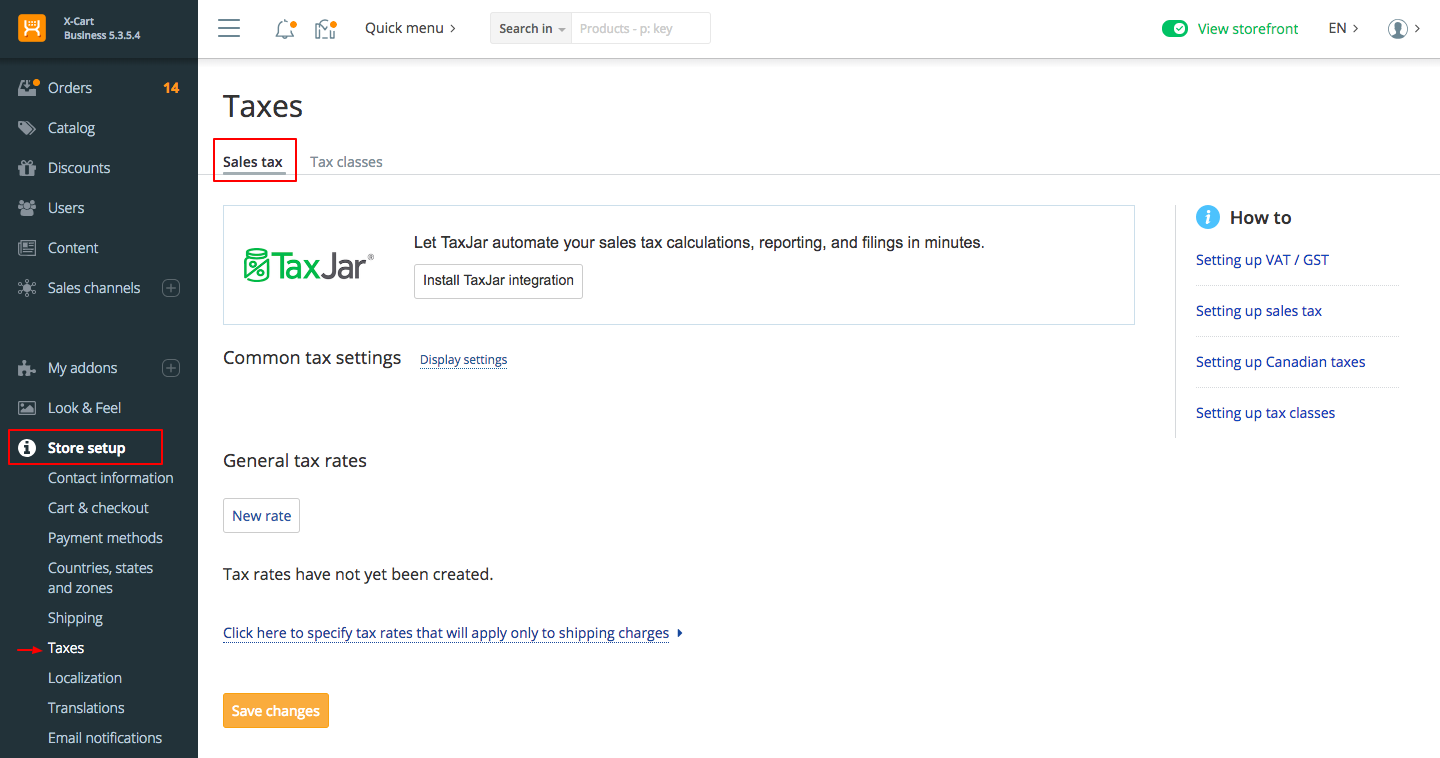 X-Cart
Business 5.3.5.4
Quick menu
Search in
Products - p: key
View storefront
EN
Orders
14
Catalog
Discounts
Users
Content
Sales channels
My addons
Look & Feel
Store setup
Contact information
Cart & checkout
Payment methods
Countries, states
and zones
Shipping
Taxes
Localization
Translations
Email notifications
Taxes
Sales tax
Tax classes
TaxJar®
Let TaxJar automate your sales tax calculations, reporting, and filings in minutes.
Install TaxJar integration
Common tax settings
Display settings
General tax rates
New rate
Tax rates have not yet been created.
Click here to specify tax rates that will apply only to shipping charges
Save changes
How to
Setting up VAT / GST
Setting up sales tax
Setting up Canadian taxes
Setting up tax classes